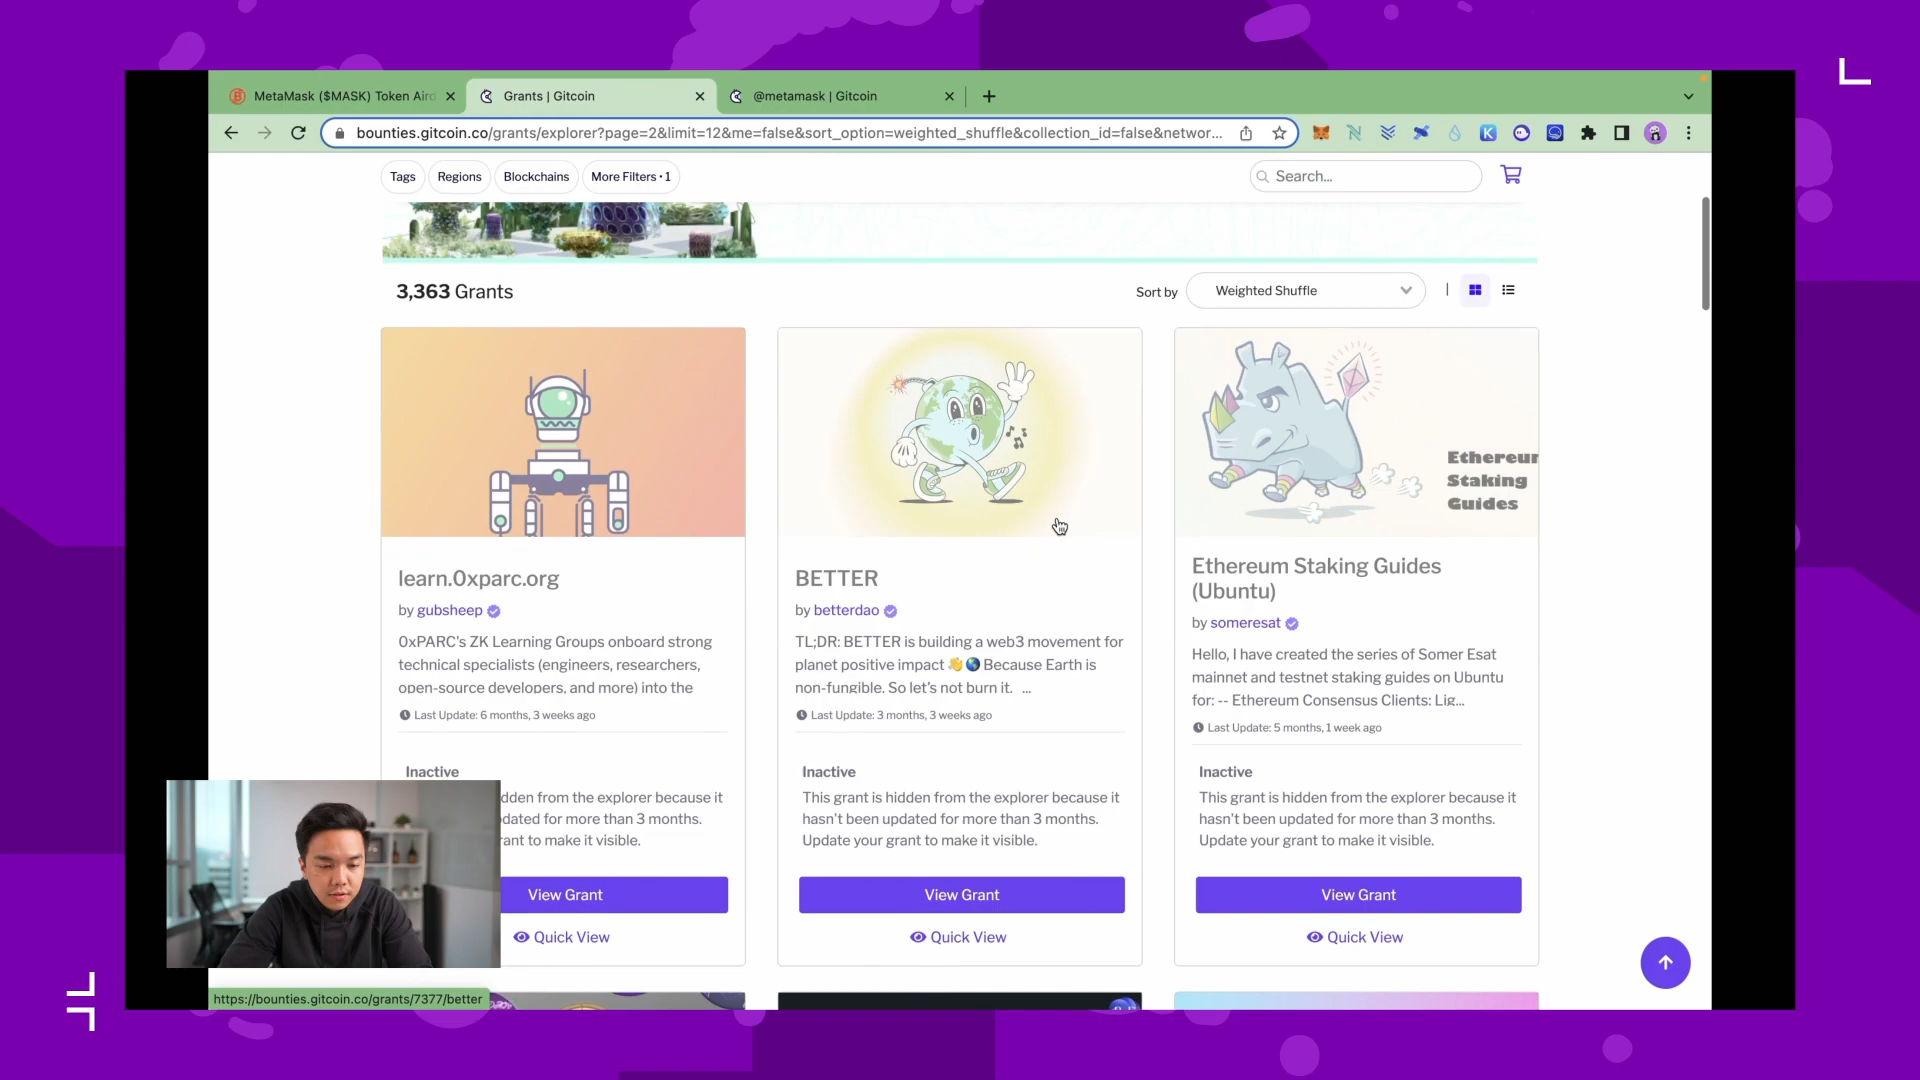 MetaMask ($MASK) Token Aird
Grants | Gitcoin
@metamask | Gitcoin
bounties.gitcoin.co/grants/explorer?page=2&limit=12&me=false&sort_option=weighted_shuffle&collection_id=false&networ...
Tags
Regions
Blockchains
More Filters • 1
Search...
3,363 Grants
Sort by
Weighted Shuffle
Ethereum
Staking
Guides
learn.0xparc.org
by gubsheep
0xPARC's ZK Learning Groups onboard strong
technical specialists (engineers, researchers,
open-source developers, and more) into the
Last Update: 6 months, 3 weeks ago
Inactive
dden from the explorer because it
dated for more than 3 months.
rant to make it visible.
View Grant
Quick View
BETTER
by betterdao
TL;DR: BETTER is building a web3 movement for
planet positive impact 👋🌎 Because Earth is
non-fungible. So let's not burn it. ...
Last Update: 3 months, 3 weeks ago
Inactive
This grant is hidden from the explorer because it
hasn't been updated for more than 3 months.
Update your grant to make it visible.
View Grant
Quick View
Ethereum Staking Guides
(Ubuntu)
by someresat
Hello, I have created the series of Somer Esat
mainnet and testnet staking guides on Ubuntu
for: -- Ethereum Consensus Clients: Lig...
Last Update: 5 months, 1 week ago
Inactive
This grant is hidden from the explorer because it
hasn't been updated for more than 3 months.
Update your grant to make it visible.
View Grant
Quick View
https://bounties.gitcoin.co/grants/7377/better